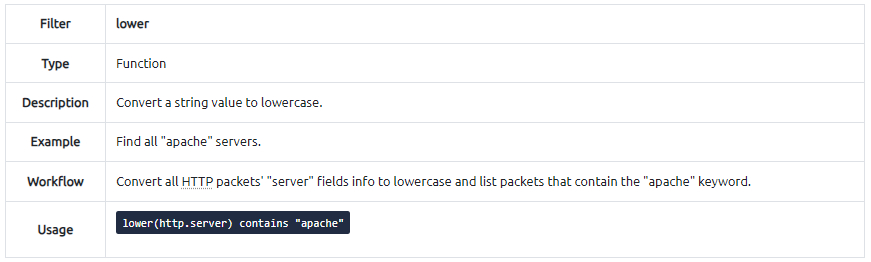 Filter lower
Type Function
Description Convert a string value to lowercase.
Example Find all "apache" servers.
Workflow Convert all HTTP packets' "server" fields info to lowercase and list packets that contain the "apache" keyword.
Usage lower(http.server) contains "apache"